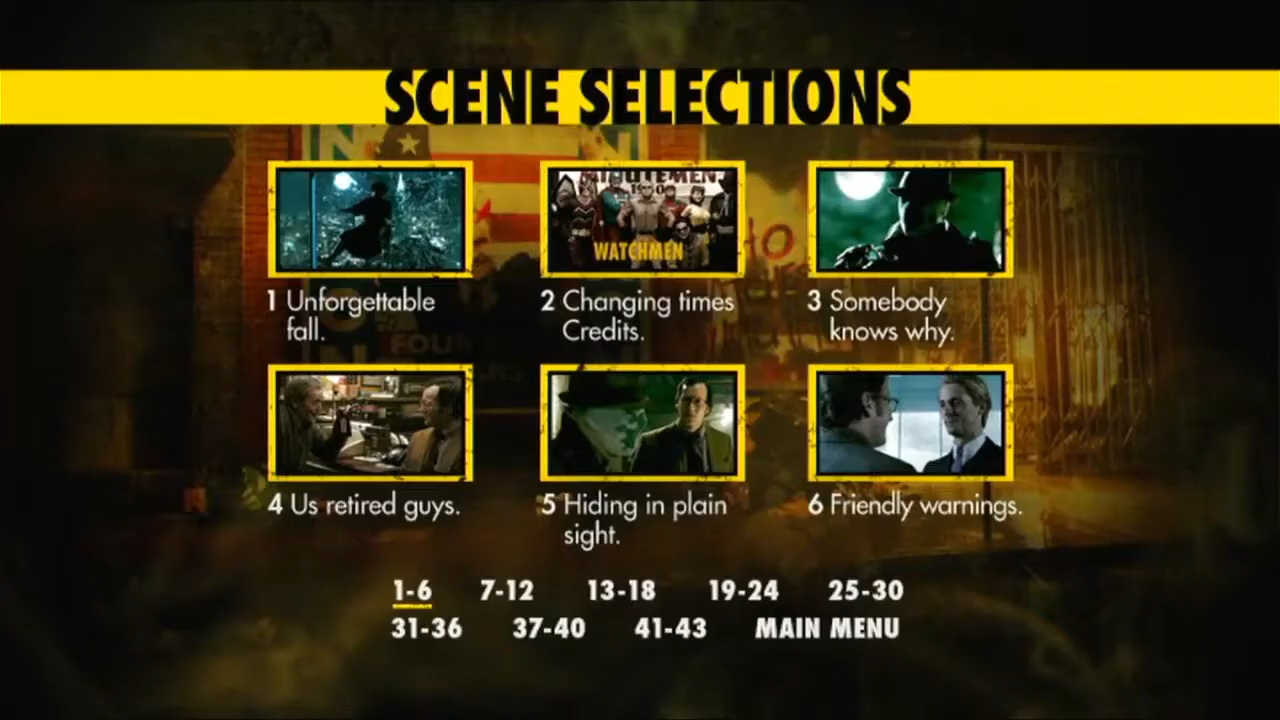 SCENE SELECTIONS
MINUTEMEN
WATCHMEN
1 Unforgettable
fall.
2 Changing times
Credits.
3 Somebody
knows why.
4 Us retired guys.
5 Hiding in plain
sight.
6 Friendly warnings.
1-6 7-12 13-18 19-24 25-30
31-36 37-40 41-43 MAIN MENU